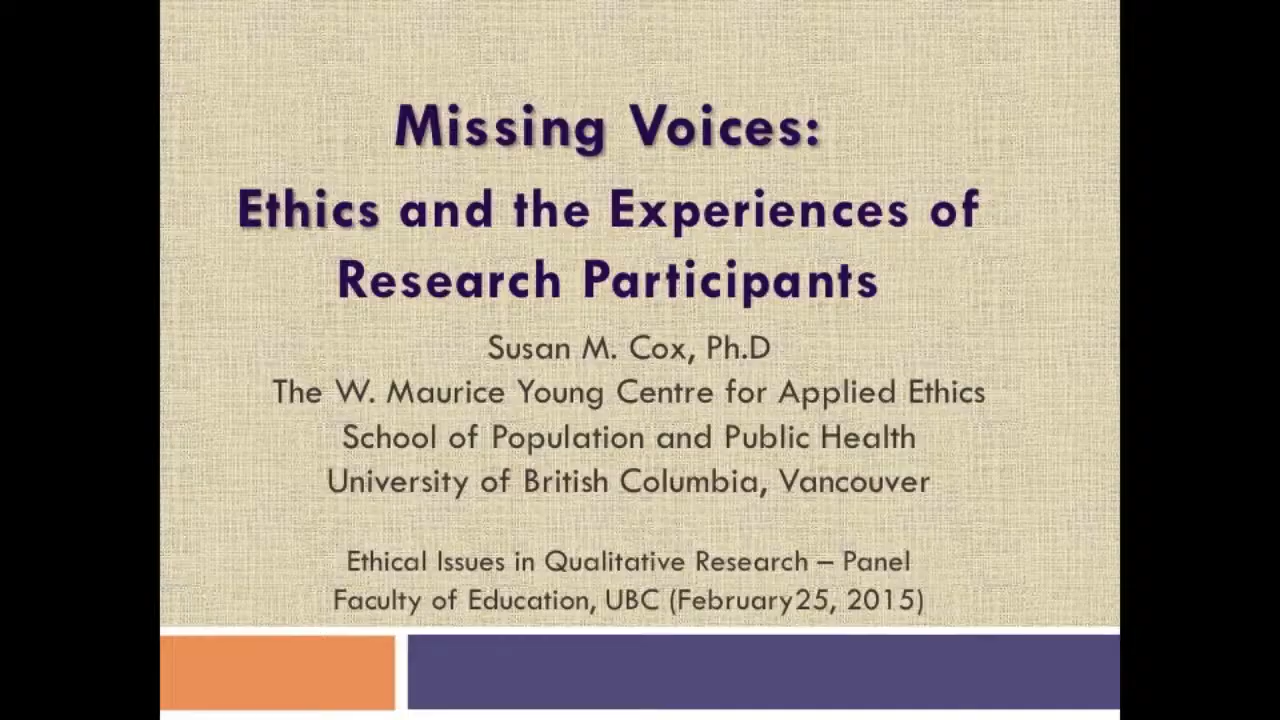 Missing Voices:
Ethics and the Experiences of
Research Participants
Susan M. Cox, Ph.D
The W. Maurice Young Centre for Applied Ethics
School of Population and Public Health
University of British Columbia, Vancouver
Ethical Issues in Qualitative Research – Panel
Faculty of Education, UBC (February25, 2015)